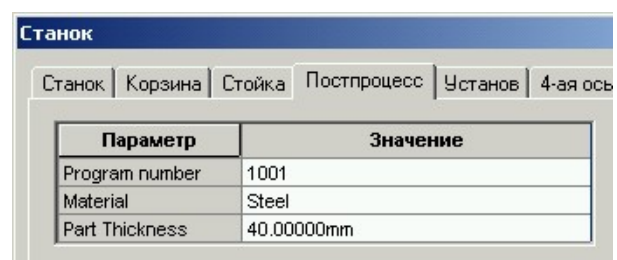 Станок
Станок Корзина Стойка Постпроцесс Установ 4-ая ось
Параметр Значение
Program number 1001
Material Steel
Part Thickness 40.00000mm